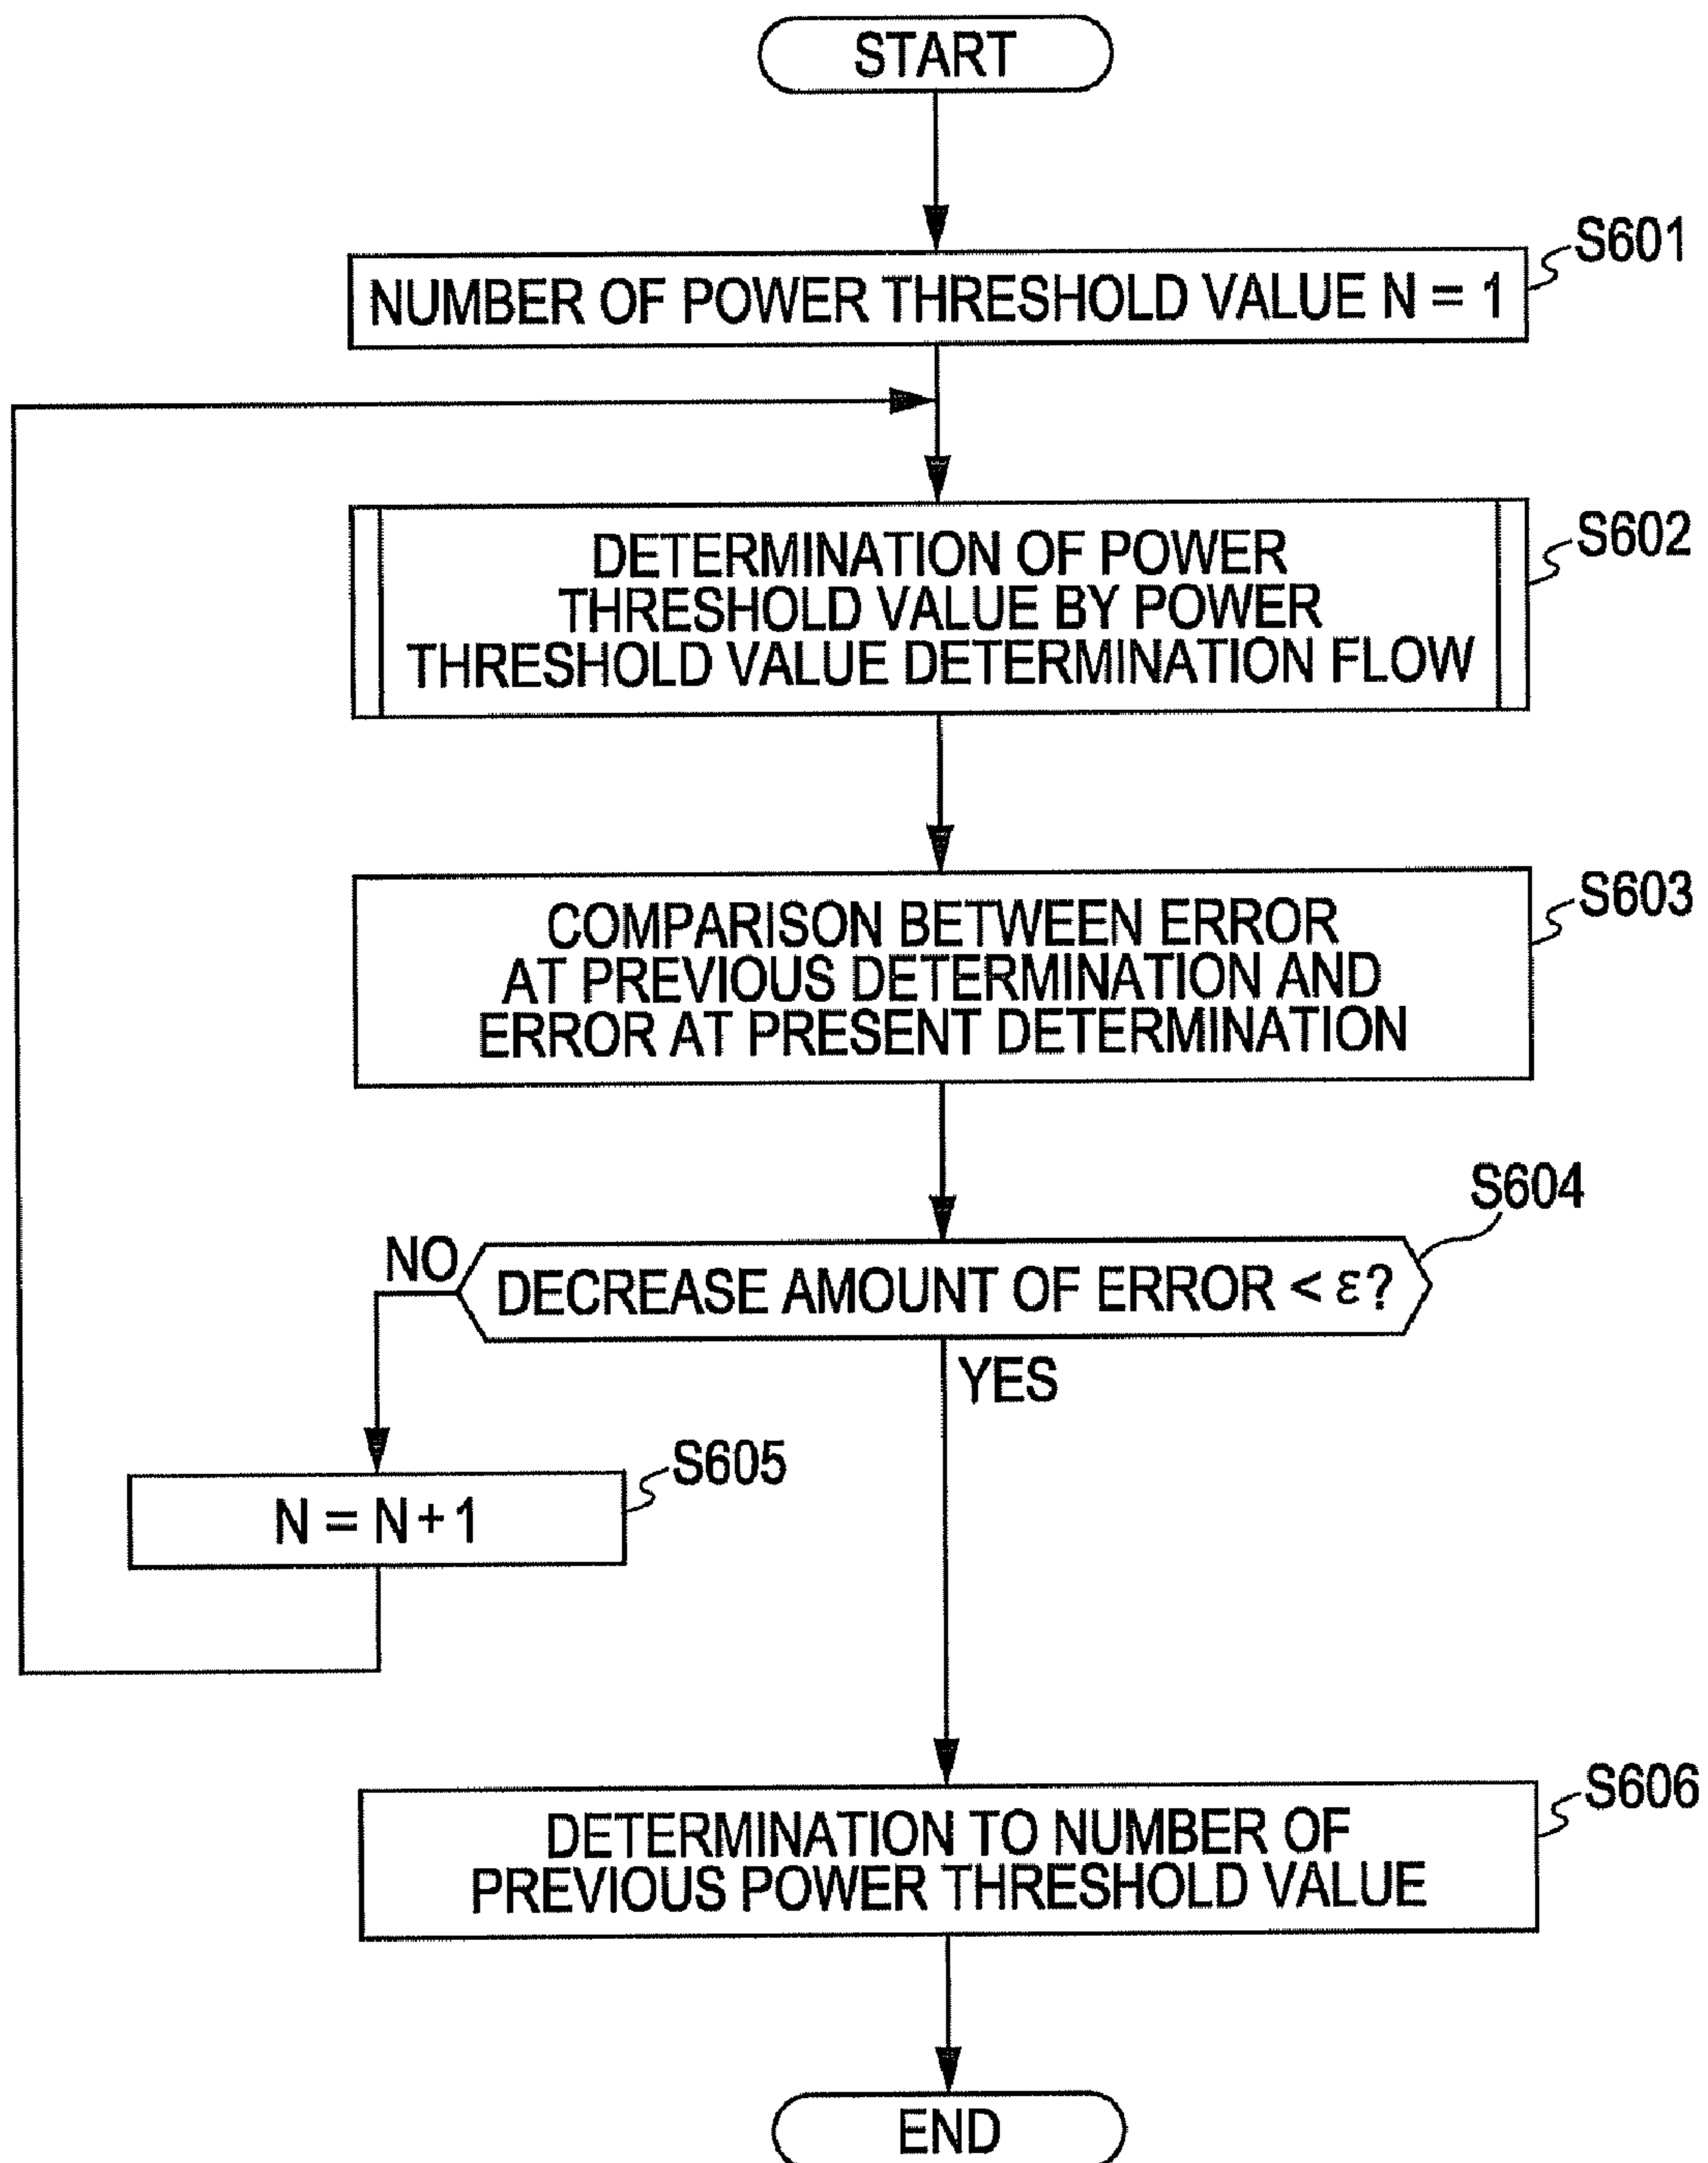 START
S601
NUMBER OF POWER THRESHOLD VALUE N = 1
S602
DETERMINATION OF POWER
THRESHOLD VALUE BY POWER
THRESHOLD VALUE DETERMINATION FLOW
S603
COMPARISON BETWEEN ERROR
AT PREVIOUS DETERMINATION AND
ERROR AT PRESENT DETERMINATION
S604
NO
DECREASE AMOUNT OF ERROR < ε?
YES
S605
N = N + 1
S606
DETERMINATION TO NUMBER OF
PREVIOUS POWER THRESHOLD VALUE
END